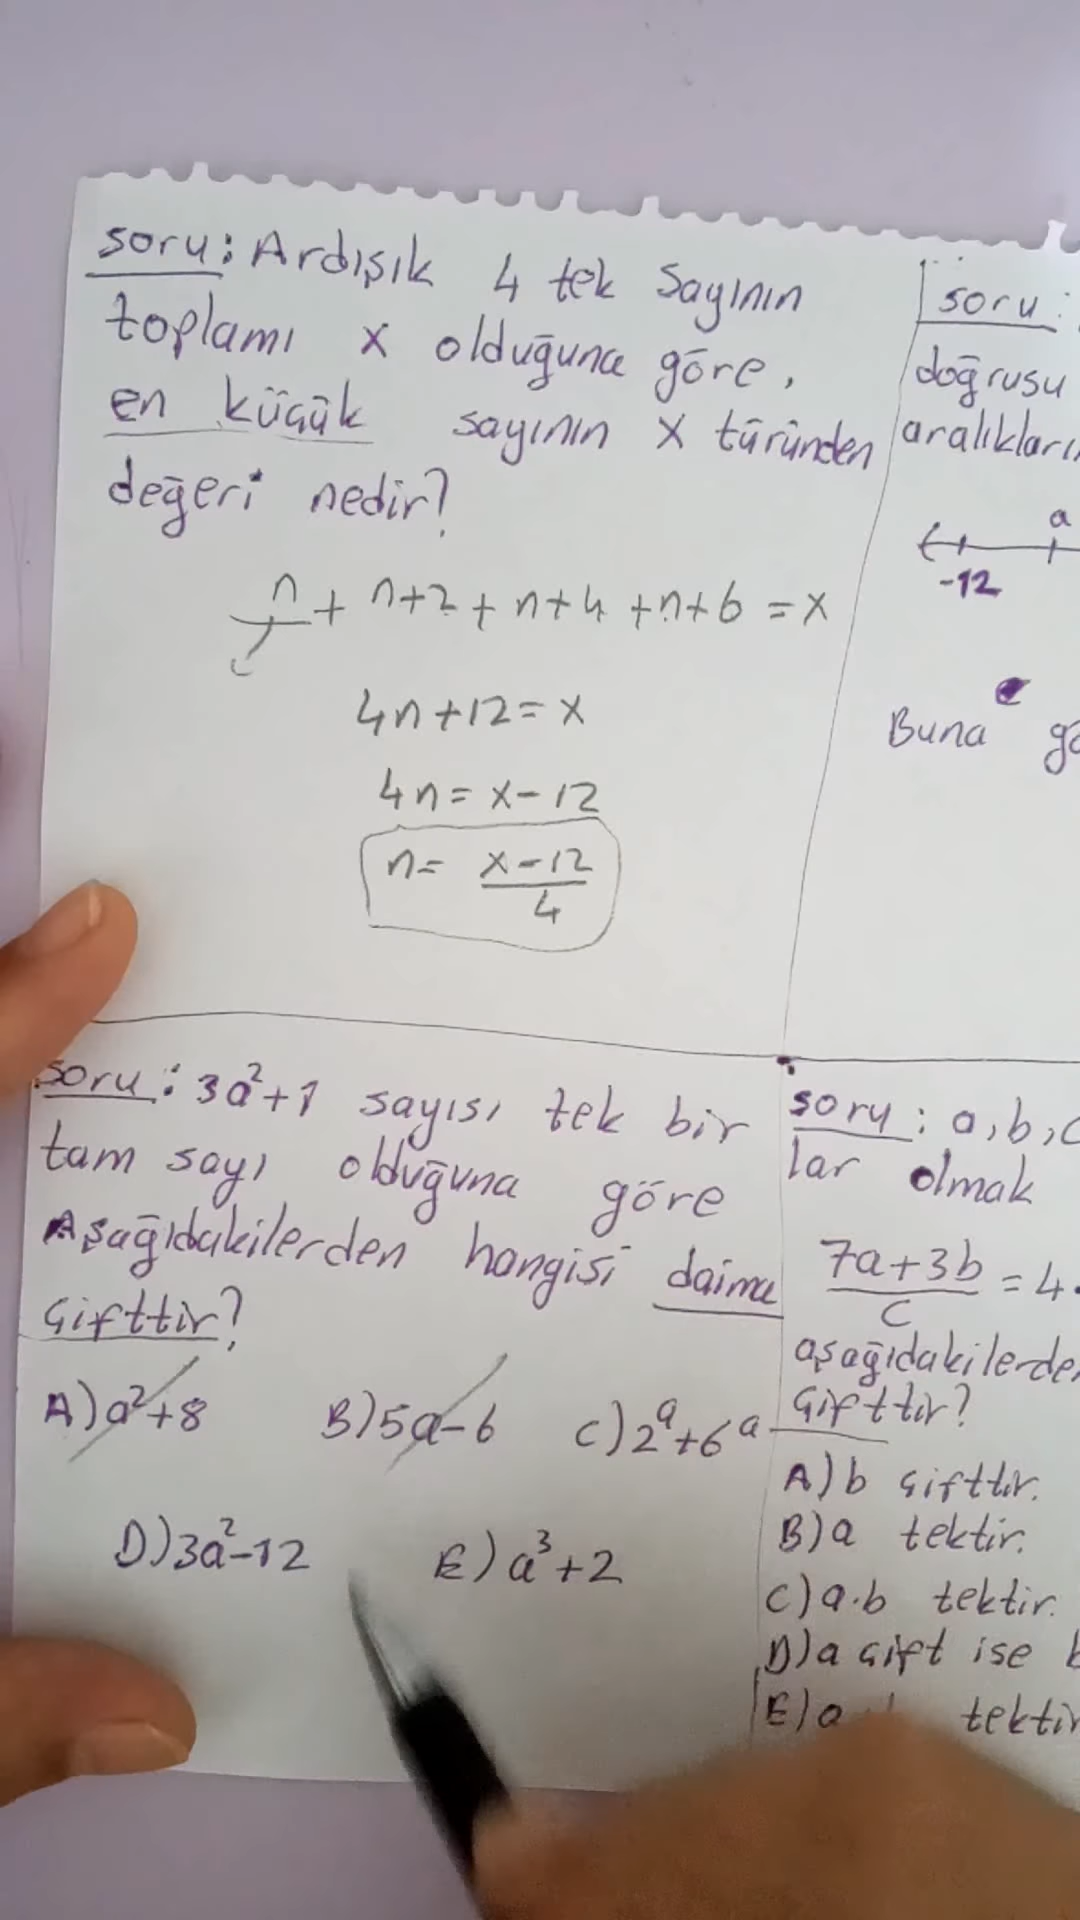 soru: Ardışık 4 tek sayının
toplamı x olduğuna göre,
en küçük sayının x türünden
değeri nedir?
n + n+2 + n+4 + n+6 = x
4n+12=x
4n = x-12
n= x-12
4
soru:
doğrusu
aralıkları
a
-12
Buna
soru: 3a²+1 sayısı tek bir
tam sayı olduğuna göre
Aşağıdakilerden hangisi daima
çifttir?
A) a²+8 B) 5a-6 C) 2ᵃ+6ᵃ
D) 3a²-12 E) a³+2
soru: a,b,c
lar olmak
7a+3b = 4
c
aşağıdakilerde
çifttir?
A) b çifttir.
B) a tektir.
C) a.b tektir.
D) a çift ise b
E) a tektir